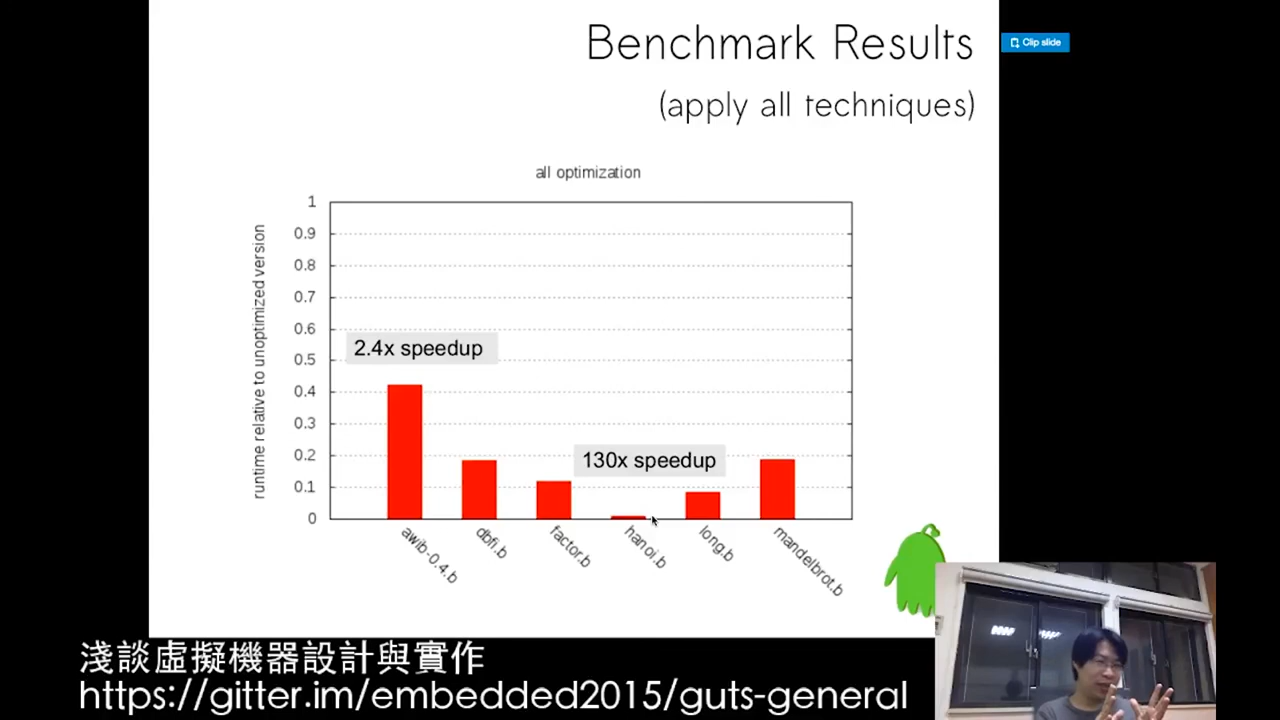 Benchmark Results
Clip slide
(apply all techniques)
all optimization
1
0.9
0.8
0.7
0.6
0.5
0.4
0.3
0.2
0.1
0
runtime relative to unoptimized version
2.4x speedup
130x speedup
awib-0.4.b
dbfi.b
factor.b
hanoi.b
long.b
mandelbrot.b
淺談虛擬機器設計與實作
https://gitter.im/embedded2015/guts-general